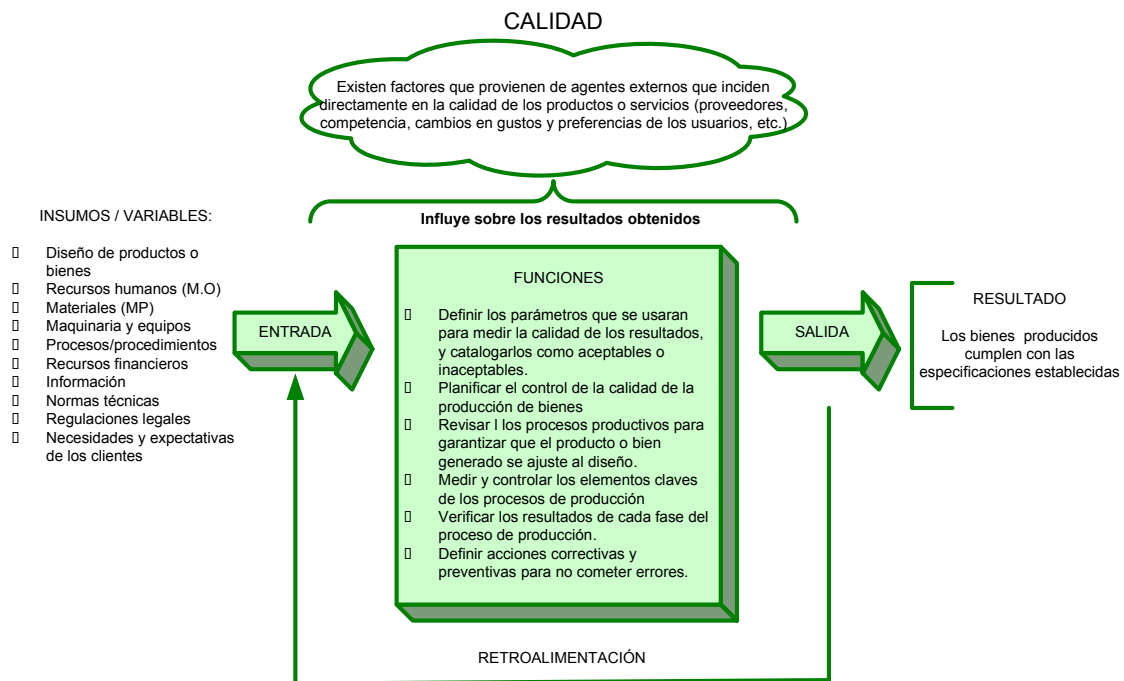 CALIDAD
Existen factores que provienen de agentes externos que inciden
directamente en la calidad de los productos o servicios (proveedores,
competencia, cambios en gustos y preferencias de los usuarios, etc.)
Influye sobre los resultados obtenidos
INSUMOS / VARIABLES:
Diseño de productos o
bienes
Recursos humanos (M.O)
Materiales (MP)
Maquinaria y equipos
Procesos/procedimientos
Recursos financieros
Información
Normas técnicas
Regulaciones legales
Necesidades y expectativas
de los clientes
ENTRADA
FUNCIONES
Definir los parámetros que se usaran
para medir la calidad de los resultados,
y catalogarlos como aceptables o
inaceptables.
Planificar el control de la calidad de la
producción de bienes
Revisar l los procesos productivos para
garantizar que el producto o bien
generado se ajuste al diseño.
Medir y controlar los elementos claves
de los procesos de producción
Verificar los resultados de cada fase del
proceso de producción.
Definir acciones correctivas y
preventivas para no cometer errores.
SALIDA
RESULTADO
Los bienes producidos
cumplen con las
especificaciones establecidas
RETROALIMENTACIÓN